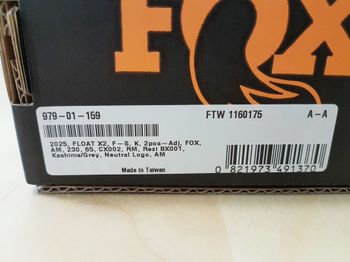 FOX
979-01-159 FTW 1160175 A-A
2025, FLOAT X2, F-S, K, 2pos-Adj, FOX,
AM, 230, 65, CX002, RM, Rezi BX001,
Kashima/Grey, Neutral Logo, AM
Made in Taiwan
0 821973 491370